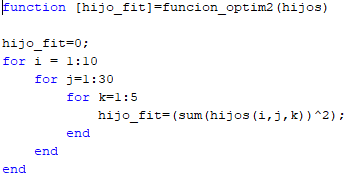 function [hijo_fit]=funcion_optim2(hijos)
hijo_fit=0;
for i = 1:10
for j=1:30
for k=1:5
hijo_fit=(sum(hijos(i,j,k))^2);
end
end
end